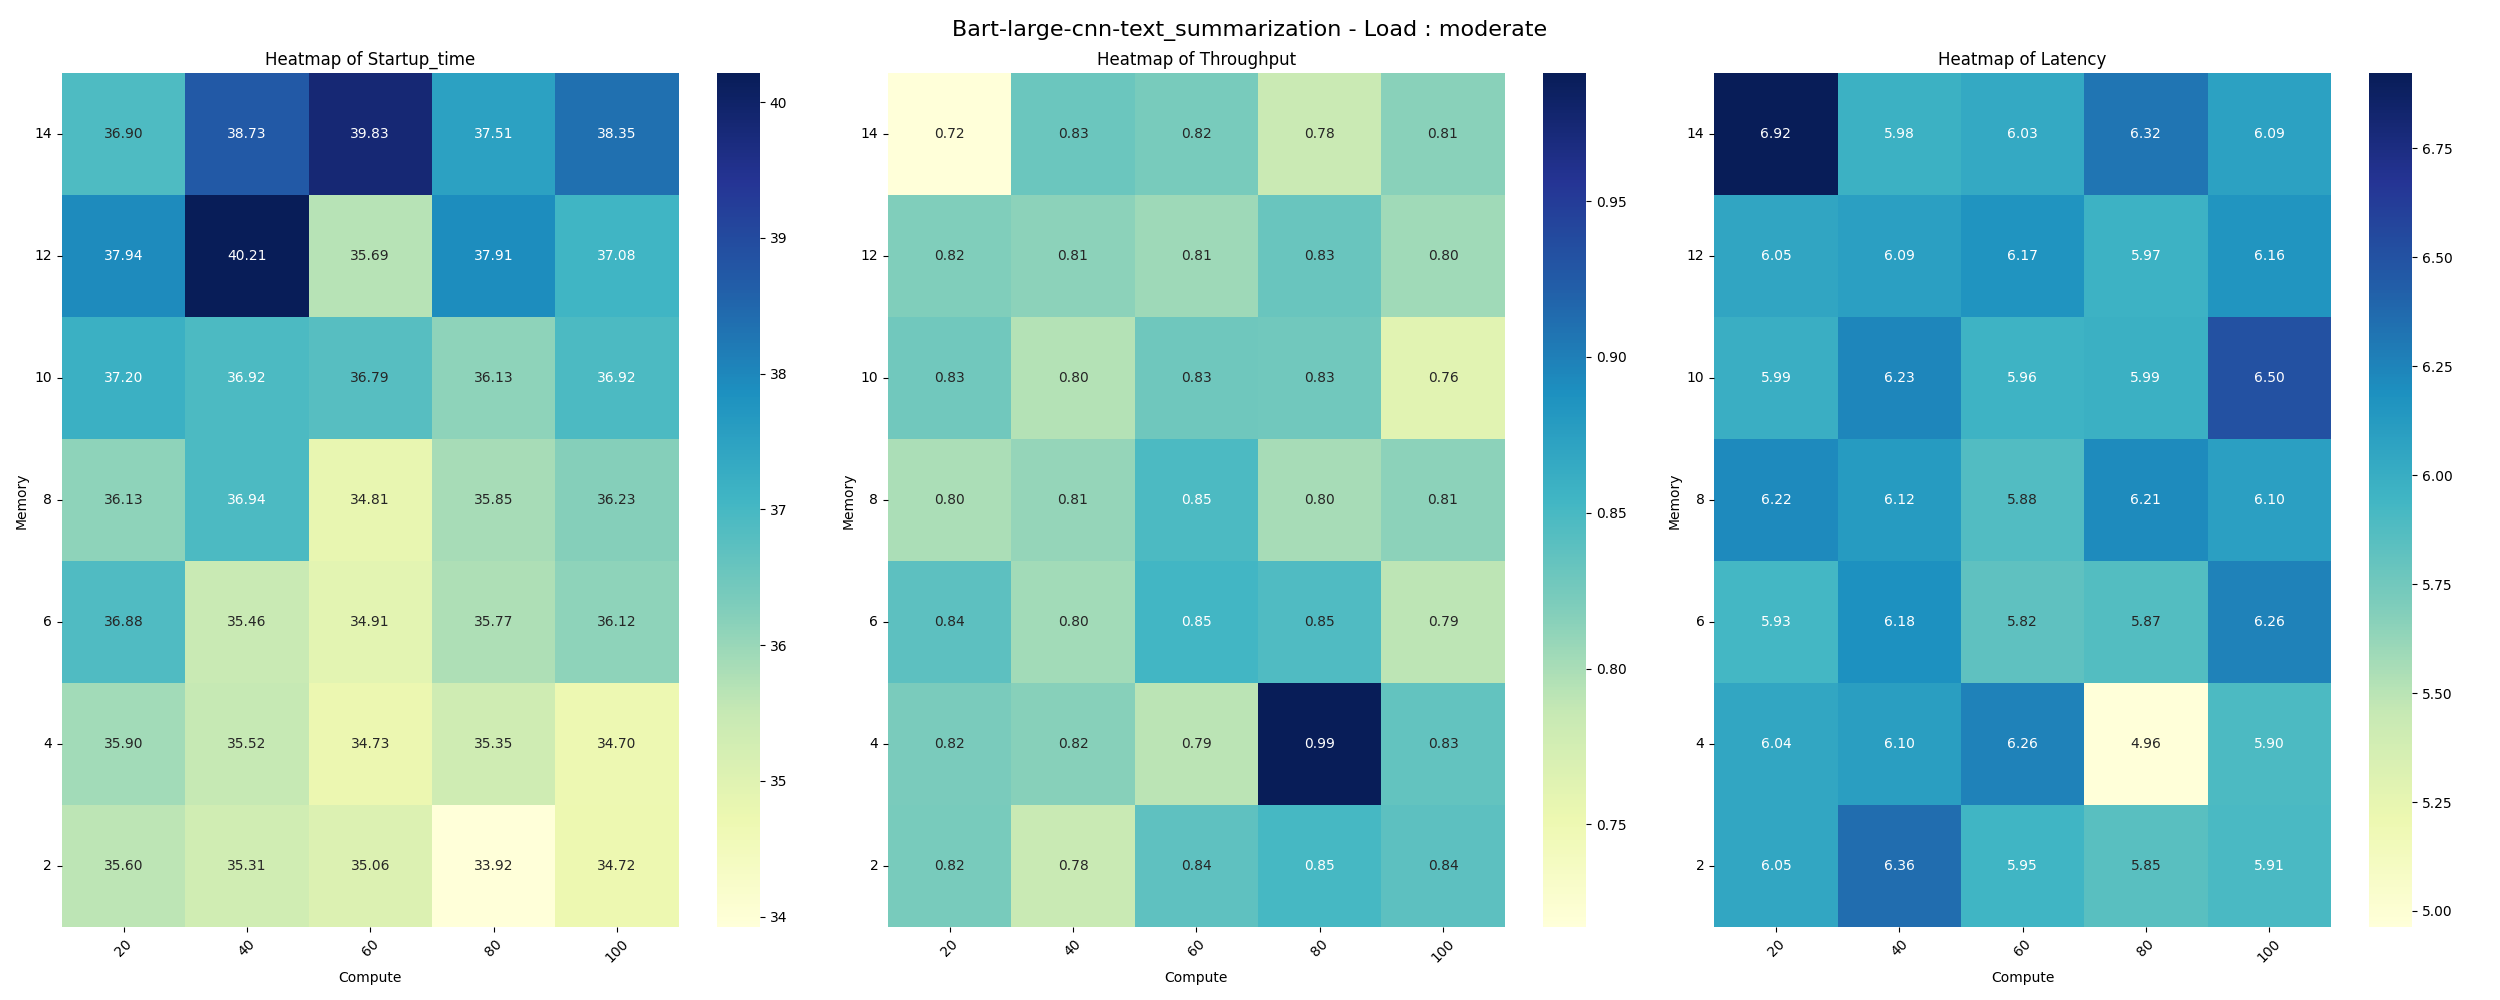 Bart-large-cnn-text_summarization - Load : moderate
Heatmap of Startup_time
14 36.90 38.73 39.83 37.51 38.35
12 37.94 40.21 35.69 37.91 37.08
10 37.20 36.92 36.79 36.13 36.92
8 36.13 36.94 34.81 35.85 36.23
6 36.88 35.46 34.91 35.77 36.12
4 35.90 35.52 34.73 35.35 34.70
2 35.60 35.31 35.06 33.92 34.72
Memory
20 40 60 80 100
Compute
40
39
38
37
36
35
34
Heatmap of Throughput
14 0.72 0.83 0.82 0.78 0.81
12 0.82 0.81 0.81 0.83 0.80
10 0.83 0.80 0.83 0.83 0.76
8 0.80 0.81 0.85 0.80 0.81
6 0.84 0.80 0.85 0.85 0.79
4 0.82 0.82 0.79 0.99 0.83
2 0.82 0.78 0.84 0.85 0.84
Memory
20 40 60 80 100
Compute
0.95
0.90
0.85
0.80
0.75
Heatmap of Latency
14 6.92 5.98 6.03 6.32 6.09
12 6.05 6.09 6.17 5.97 6.16
10 5.99 6.23 5.96 5.99 6.50
8 6.22 6.12 5.88 6.21 6.10
6 5.93 6.18 5.82 5.87 6.26
4 6.04 6.10 6.26 4.96 5.90
2 6.05 6.36 5.95 5.85 5.91
Memory
20 40 60 80 100
Compute
6.75
6.50
6.25
6.00
5.75
5.50
5.25
5.00